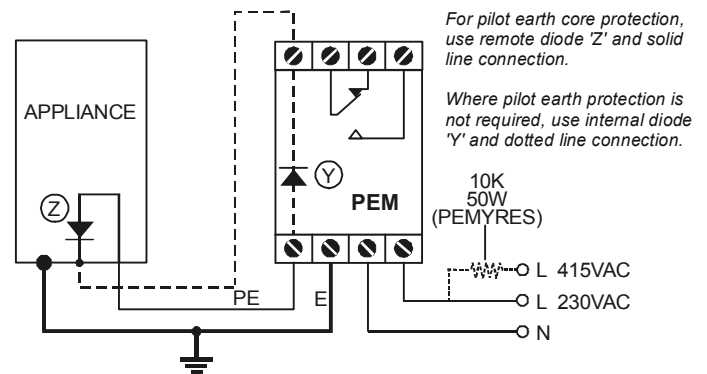 For pilot earth core protection,
use remote diode 'Z' and solid
line connection.
Where pilot earth protection is
not required, use internal diode
'Y' and dotted line connection.
APPLIANCE
Y
PEM
Z
10K
50W
(PEMYRES)
L 415VAC
PE
E
L 230VAC
N